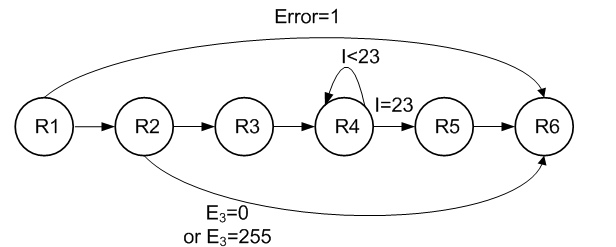 Error=1
I<23
I=23
R1 R2 R3 R4 R5 R6
E₃=0
or E₃=255